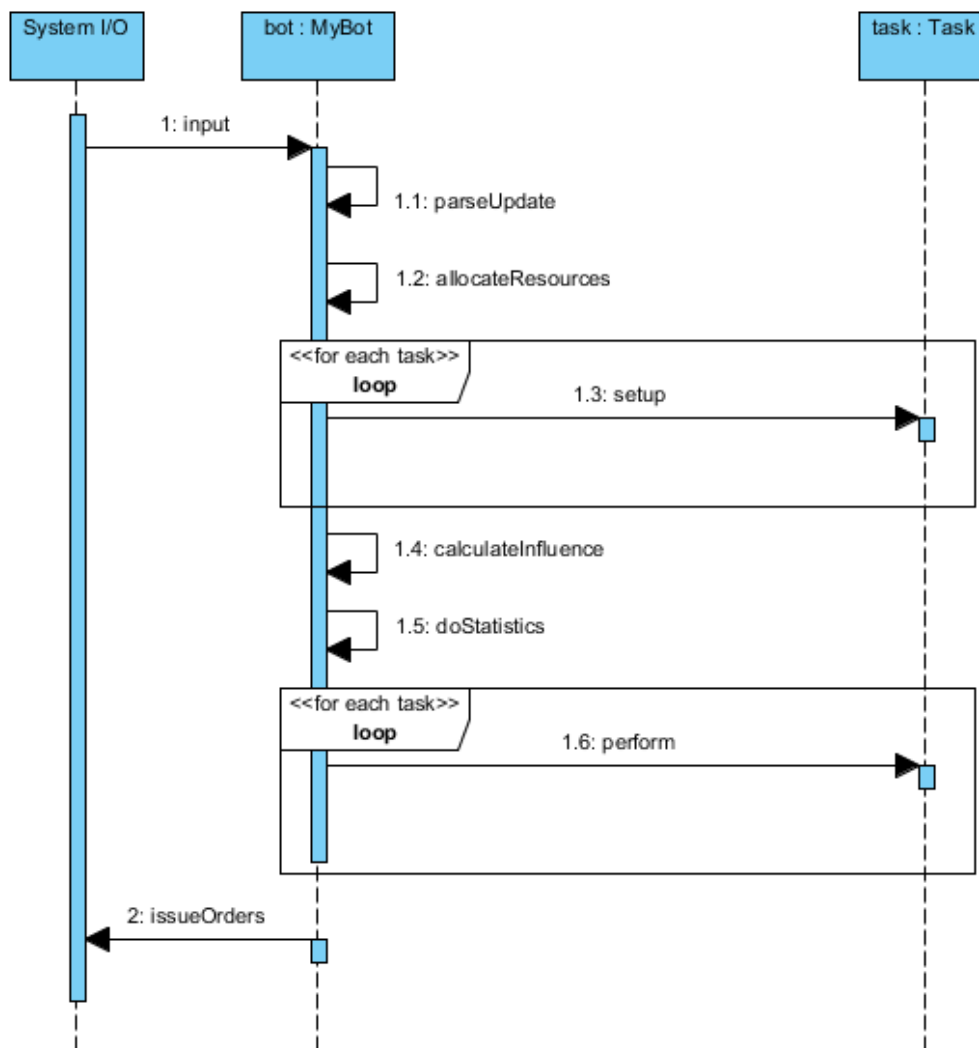 System I/O
bot : MyBot
task : Task
1: input
1.1: parseUpdate
1.2: allocateResources
<<for each task>>
loop
1.3: setup
1.4: calculateInfluence
1.5: doStatistics
<<for each task>>
loop
1.6: perform
2: issueOrders